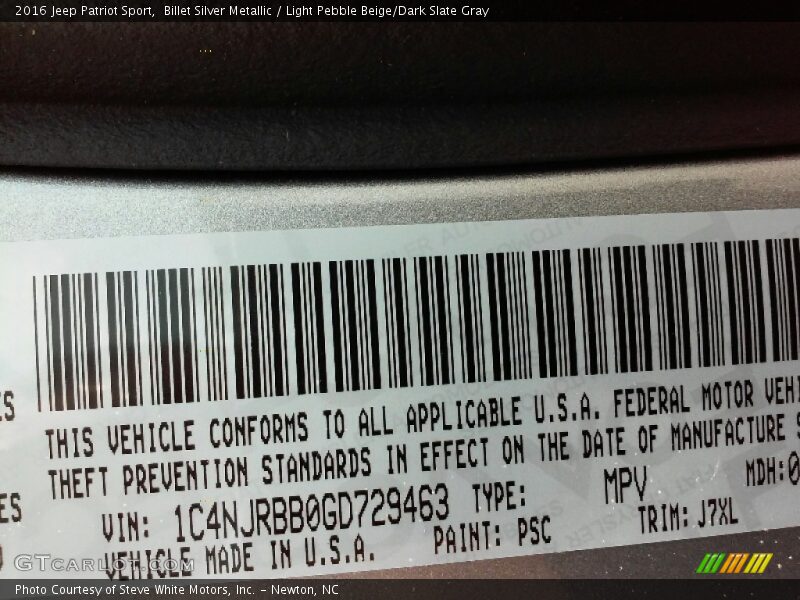 2016 Jeep Patriot Sport,  Billet Silver Metallic / Light Pebble Beige/Dark Slate Gray
ES
THIS VEHICLE CONFORMS TO ALL APPLICABLE U.S.A. FEDERAL MOTOR VEHI
THEFT PREVENTION STANDARDS IN EFFECT ON THE DATE OF MANUFACTURE S
ES
VIN: 1C4NJRBB0GD729463 TYPE: MPV MDH:0
VEHICLE MADE IN U.S.A. PAINT: PSC TRIM: J7XL
GTcarlot.com
Photo Courtesy of Steve White Motors, Inc. – Newton, NC